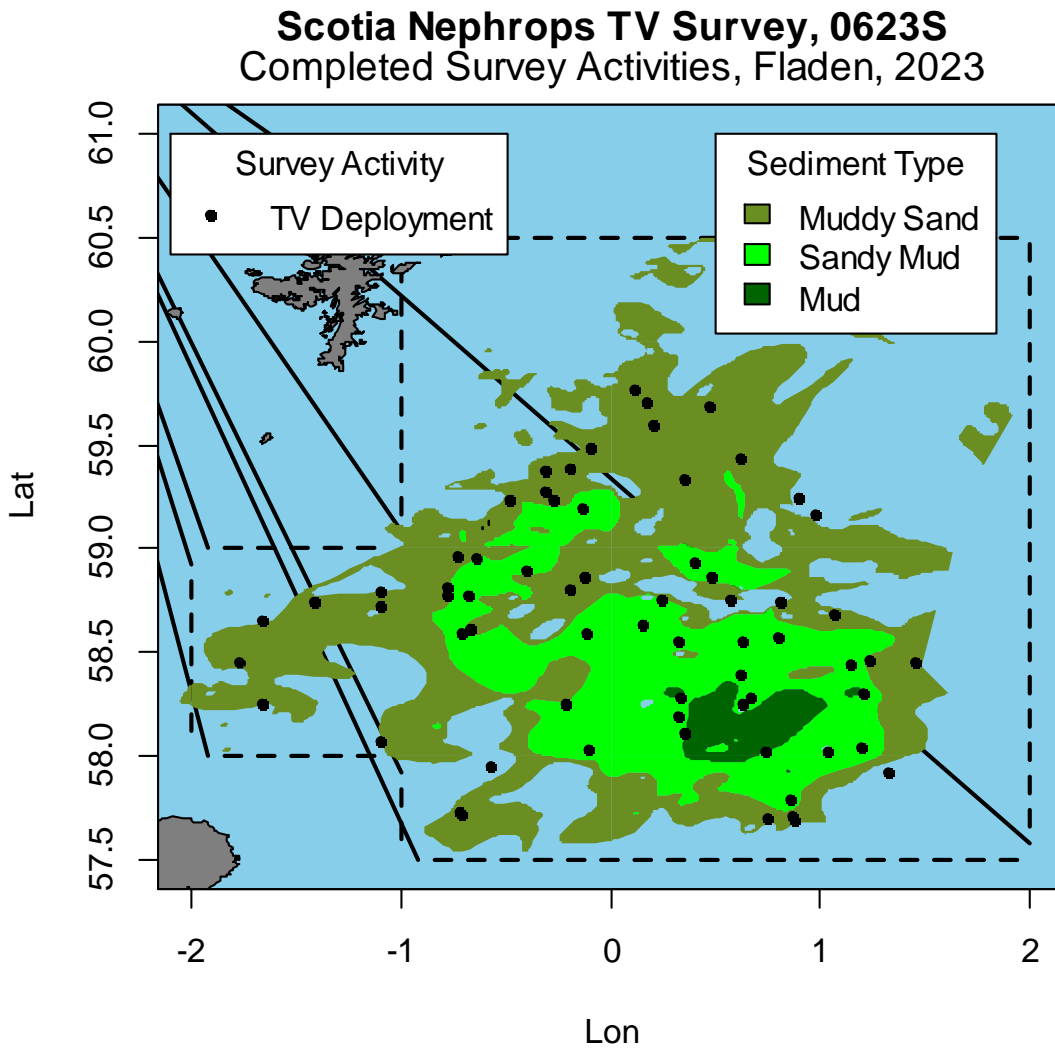 Scotia Nephrops TV Survey, 0623S
Completed Survey Activities, Fladen, 2023
Survey Activity
TV Deployment
Sediment Type
Muddy Sand
Sandy Mud
Mud
Lat
61.0
60.5
60.0
59.5
59.0
58.5
58.0
57.5
-2
-1
0
1
2
Lon